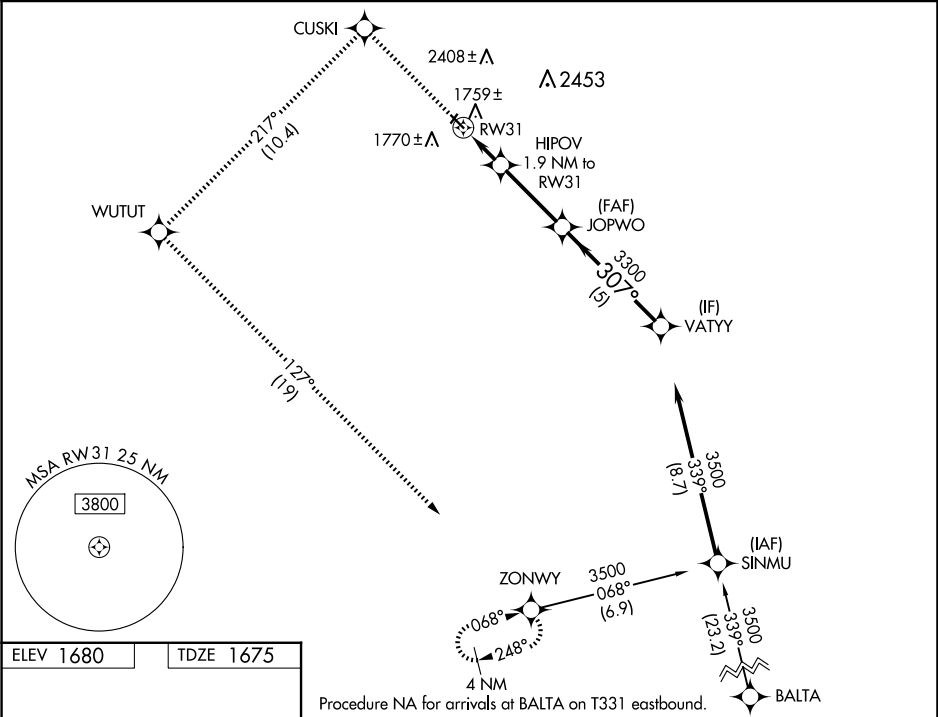 CUSKI
2408±
2453
1759±
RW31
1770±
HIPOV
1.9 NM to
RW31
217°
(10.4)
WUTUT
(FAF)
JOPWO
3300
307°
(5)
(IF)
VATYY
127°
(19)
MSA RW31 25 NM
3800
3500
339°
(8.7)
(IAF)
SINMU
ZONWY
3500
068°
(6.9)
068°
248°
4 NM
3500
339°
(23.2)
BALTA
ELEV 1680
TDZE 1675
Procedure NA for arrivals at BALTA on T331 eastbound.